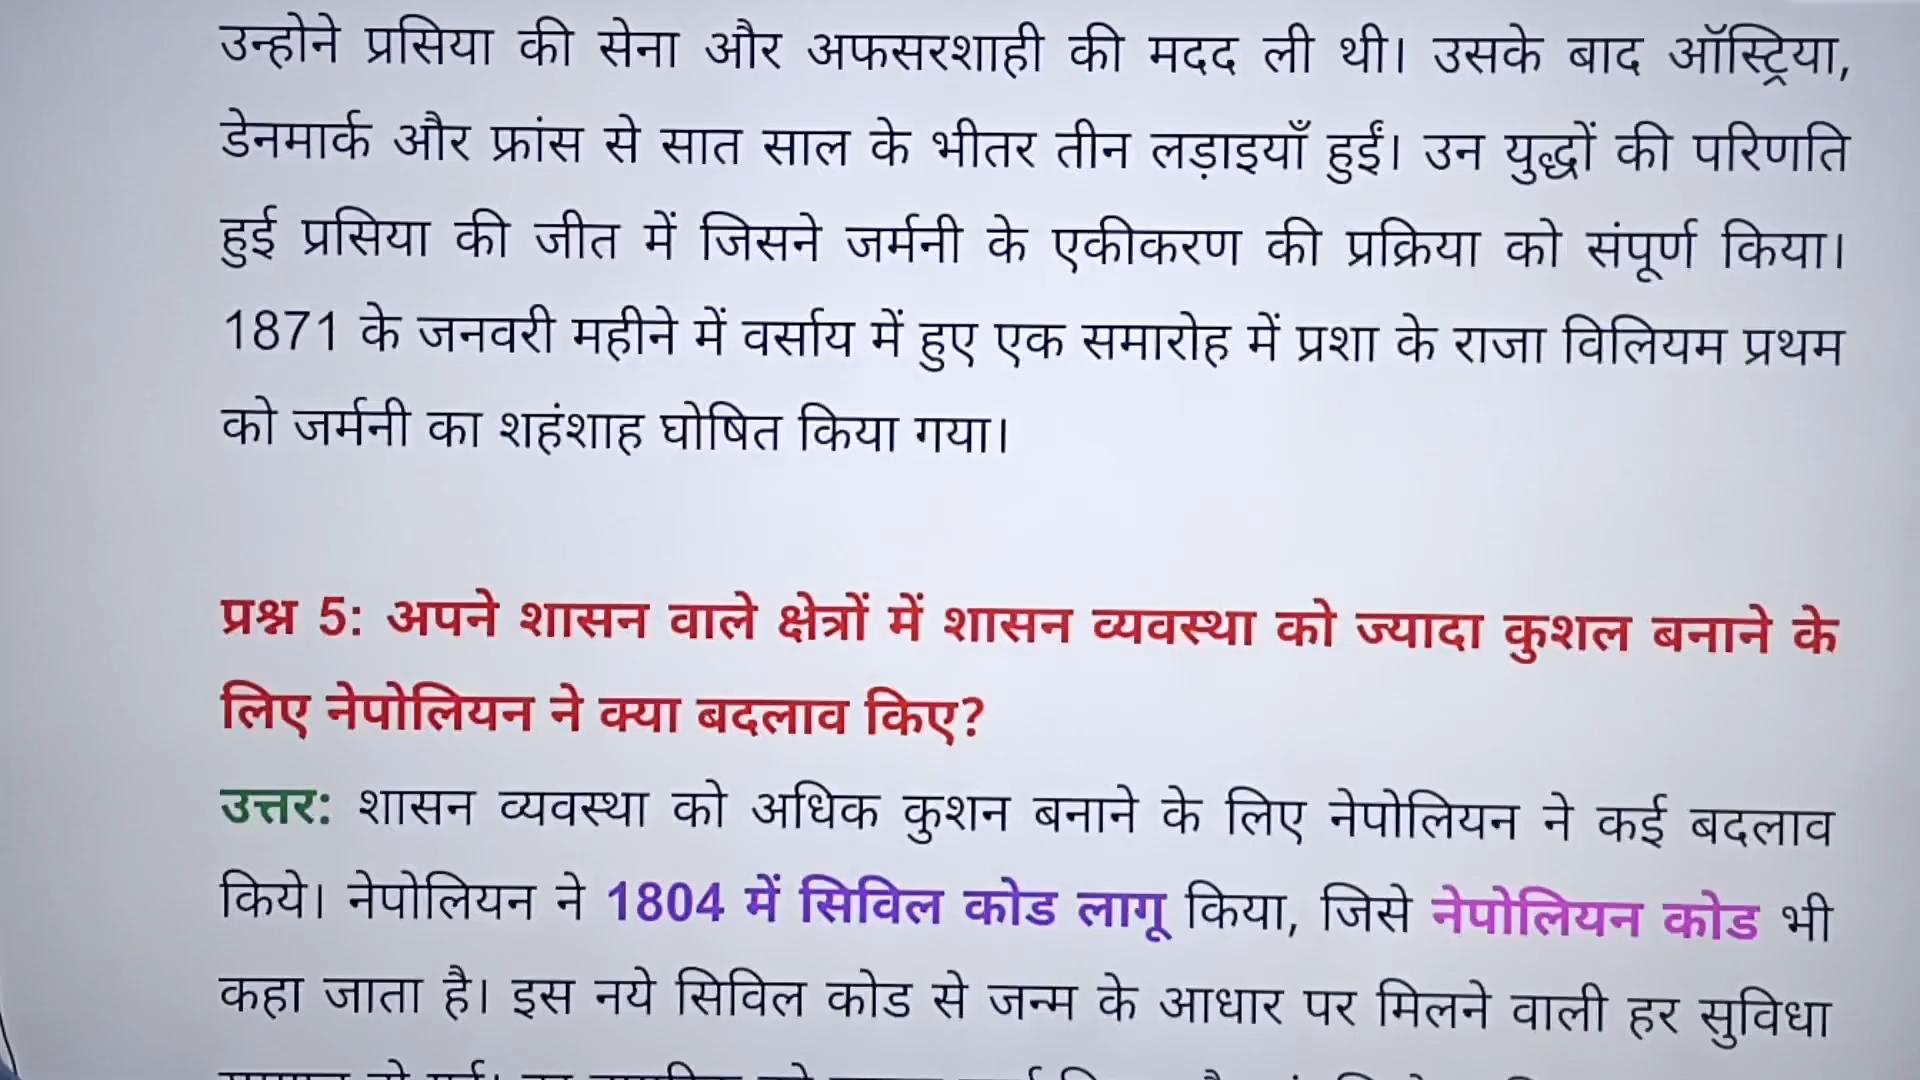 उन्होने प्रसिया की सेना और अफसरशाही की मदद ली थी। उसके बाद ऑस्ट्रिया,
डेनमार्क और फ्रांस से सात साल के भीतर तीन लड़ाइयाँ हुईं। उन युद्धों की परिणति
हुई प्रसिया की जीत में जिसने जर्मनी के एकीकरण की प्रक्रिया को संपूर्ण किया।
1871 के जनवरी महीने में वर्साय में हुए एक समारोह में प्रशा के राजा विलियम प्रथम
को जर्मनी का शहंशाह घोषित किया गया।
प्रश्न 5: अपने शासन वाले क्षेत्रों में शासन व्यवस्था को ज्यादा कुशल बनाने के
लिए नेपोलियन ने क्या बदलाव किए?
उत्तर: शासन व्यवस्था को अधिक कुशन बनाने के लिए नेपोलियन ने कई बदलाव
किये। नेपोलियन ने 1804 में सिविल कोड लागू किया, जिसे नेपोलियन कोड भी
कहा जाता है। इस नये सिविल कोड से जन्म के आधार पर मिलने वाली हर सुविधा